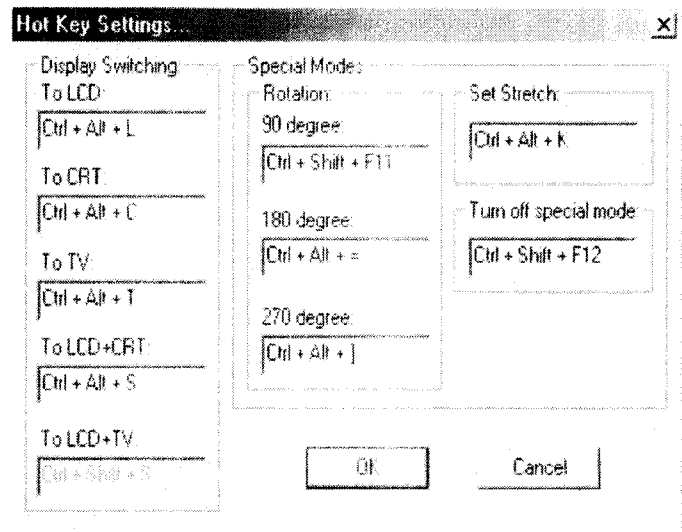 Hot Key Settings...
Display Switching:
To LCD:
Ctrl + Alt + L
To CRT:
Ctrl + Alt + C
To TV:
Ctrl + Alt + T
To LCD+CRT:
Ctrl + Alt + S
To LCD+TV:
Ctrl + Shift + S
Special Modes
Rotation:
90 degree:
Ctrl + Shift + F11
180 degree:
Ctrl + Alt + =
270 degree:
Ctrl + Alt + ]
Set Stretch:
Ctrl + Alt + K
Turn off special mode:
Ctrl + Shift + F12
OK
Cancel